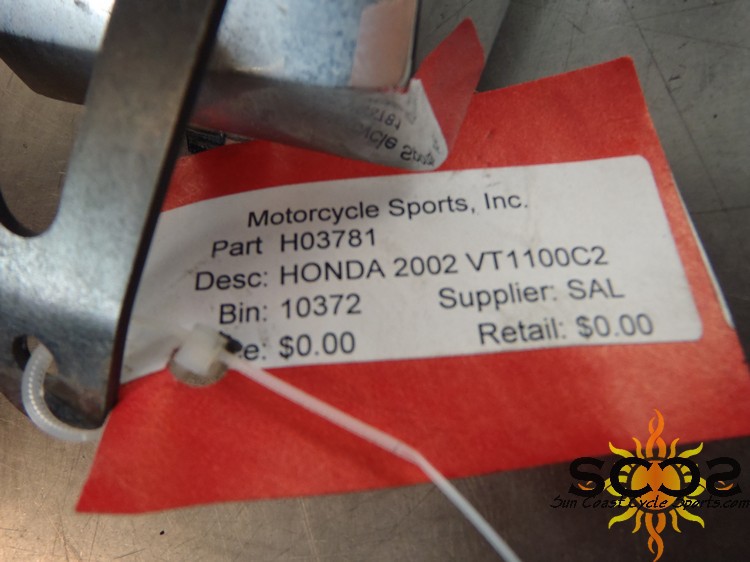 Motorcycle Sports, Inc.
Part H03781
Desc: HONDA 2002 VT1100C2
Bin: 10372 Supplier: SAL
e: $0.00 Retail: $0.00
SCCS
Sun Coast Cycle Sports.com